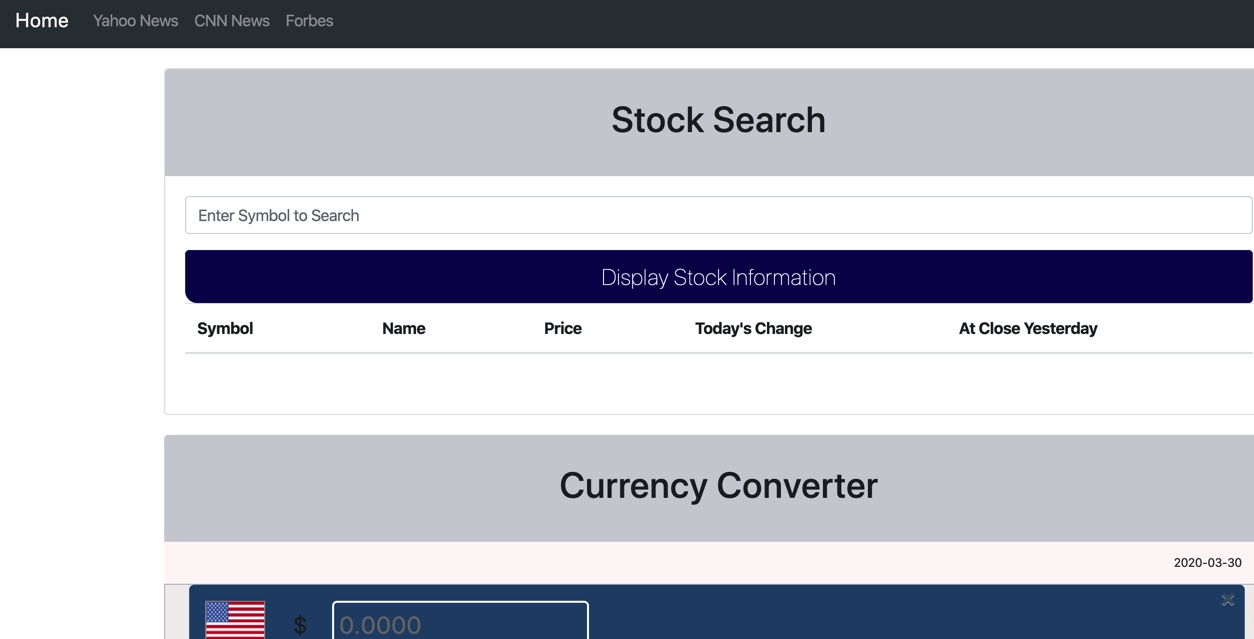 Home Yahoo News CNN News Forbes
Stock Search
Enter Symbol to Search
Display Stock Information
Symbol Name Price Today's Change At Close Yesterday
Currency Converter
2020-03-30
×
$ 0.0000